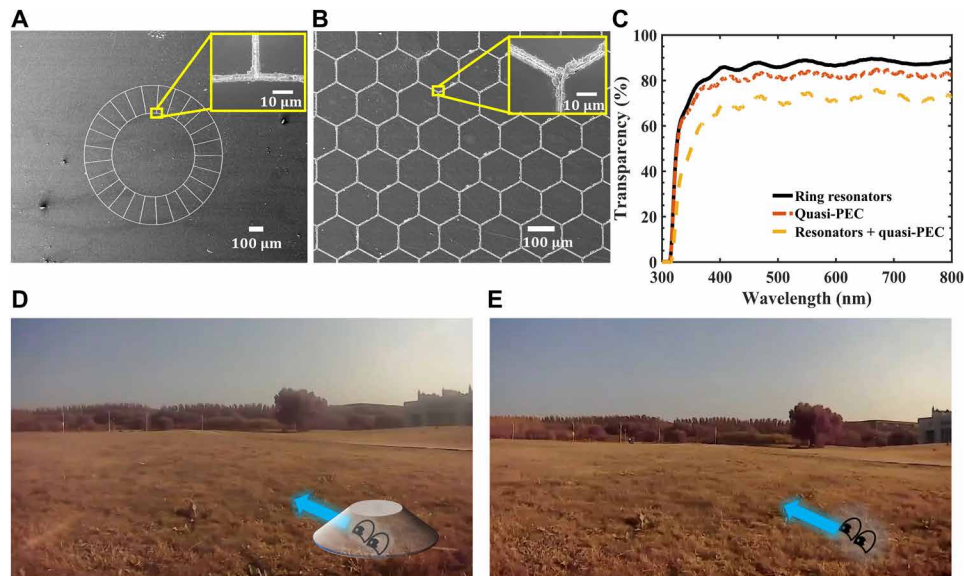 A
10 μm
100 μm
B
10 μm
100 μm
C
Transparency (%)
100
80
60
40
20
0
Ring resonators
Quasi-PEC
Resonators + quasi-PEC
300 400 500 600 700 800
Wavelength (nm)
D
E